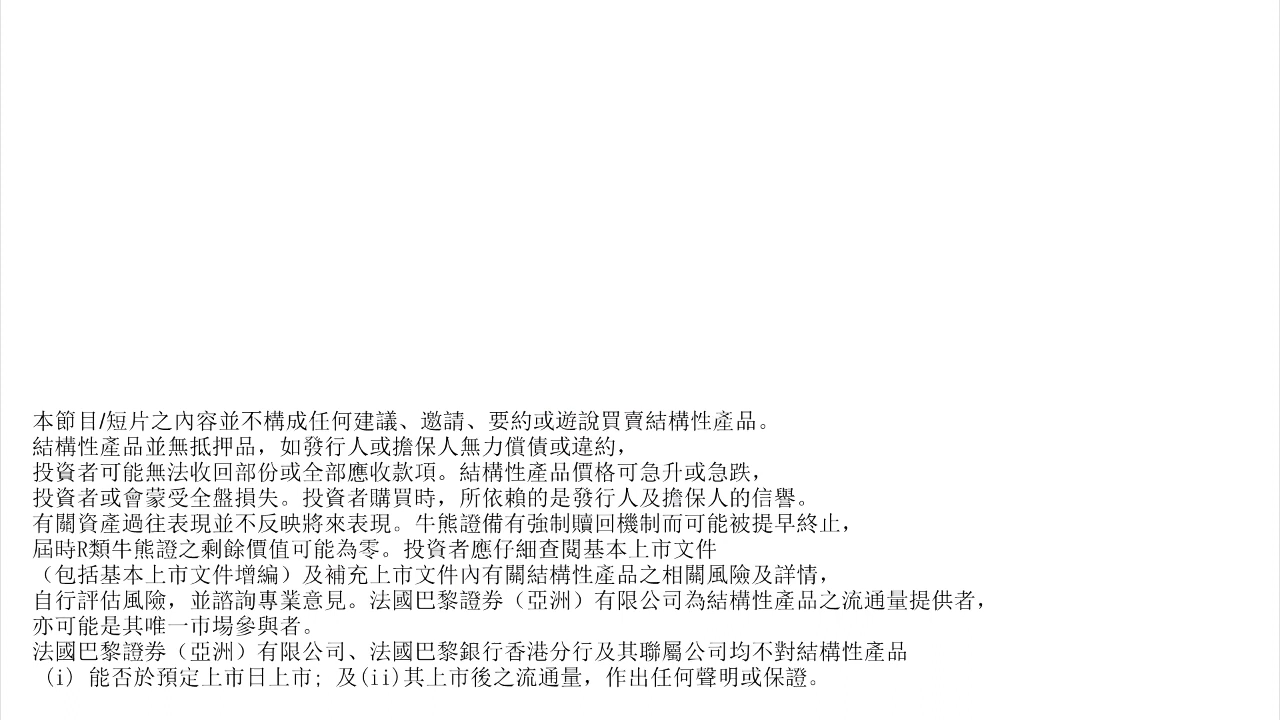 本節目/短片之內容並不構成任何建議、邀請、要約或遊說買賣結構性產品。
結構性產品並無抵押品，如發行人或擔保人無力償債或違約，
投資者可能無法收回部份或全部應收款項。結構性產品價格可急升或急跌，
投資者或會蒙受全盤損失。投資者購買時，所依賴的是發行人及擔保人的信譽。
有關資產過往表現並不反映將來表現。牛熊證備有強制贖回機制而可能被提早終止，
屆時R類牛熊證之剩餘價值可能為零。投資者應仔細查閱基本上市文件
（包括基本上市文件增編）及補充上市文件內有關結構性產品之相關風險及詳情，
自行評估風險，並諮詢專業意見。法國巴黎證券（亞洲）有限公司為結構性產品之流通量提供者，
亦可能是其唯一市場參與者。
法國巴黎證券（亞洲）有限公司、法國巴黎銀行香港分行及其聯屬公司均不對結構性產品
(i) 能否於預定上市日上市; 及(ii)其上市後之流通量，作出任何聲明或保證。